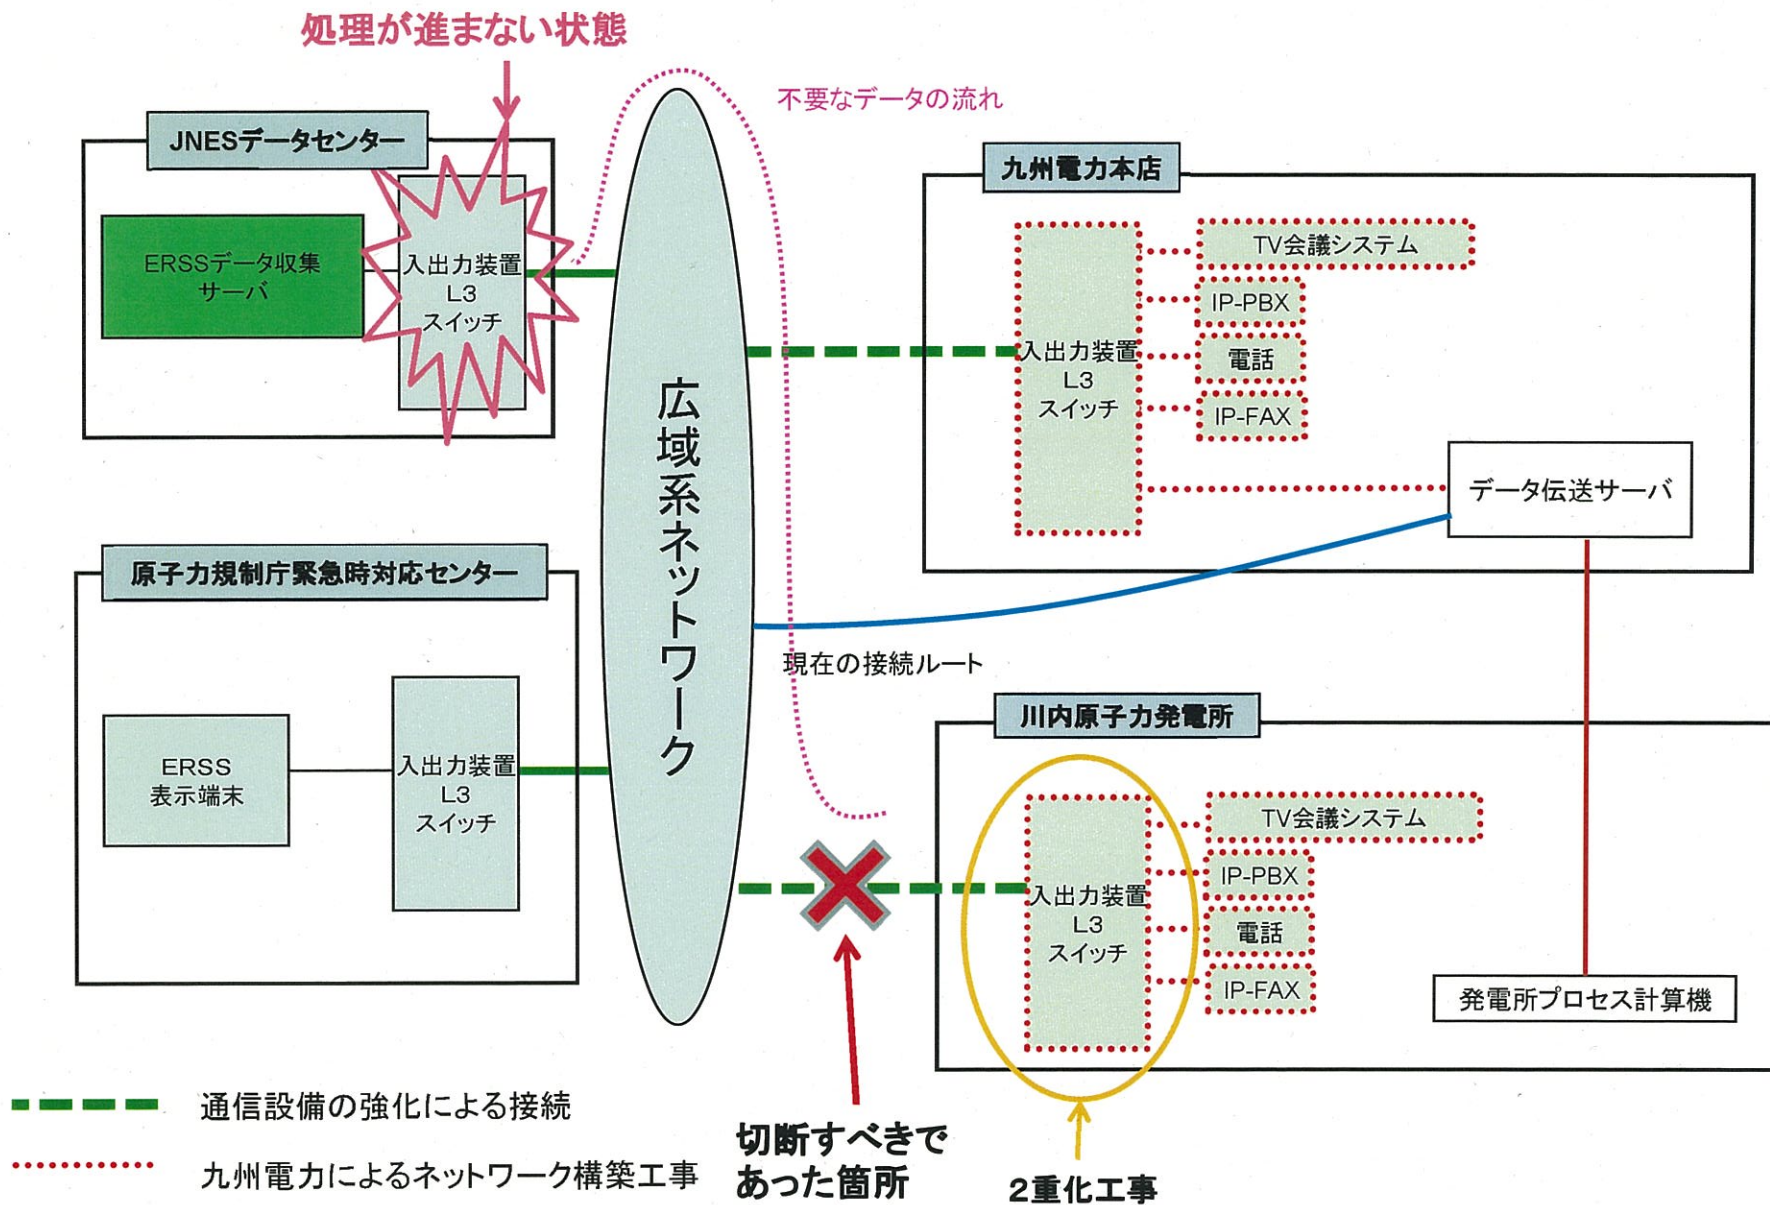 処理が進まない状態
不要なデータの流れ
JNESデータセンター
ERSSデータ収集
サーバ
入出力装置
L3
スイッチ
広域系ネットワーク
九州電力本店
入出力装置
L3
スイッチ
TV会議システム
IP-PBX
電話
IP-FAX
データ伝送サーバ
原子力規制庁緊急時対応センター
ERSS
表示端末
入出力装置
L3
スイッチ
現在の接続ルート
川内原子力発電所
入出力装置
L3
スイッチ
TV会議システム
IP-PBX
電話
IP-FAX
発電所プロセス計算機
通信設備の強化による接続
九州電力によるネットワーク構築工事
切断すべきで
あった箇所
2重化工事